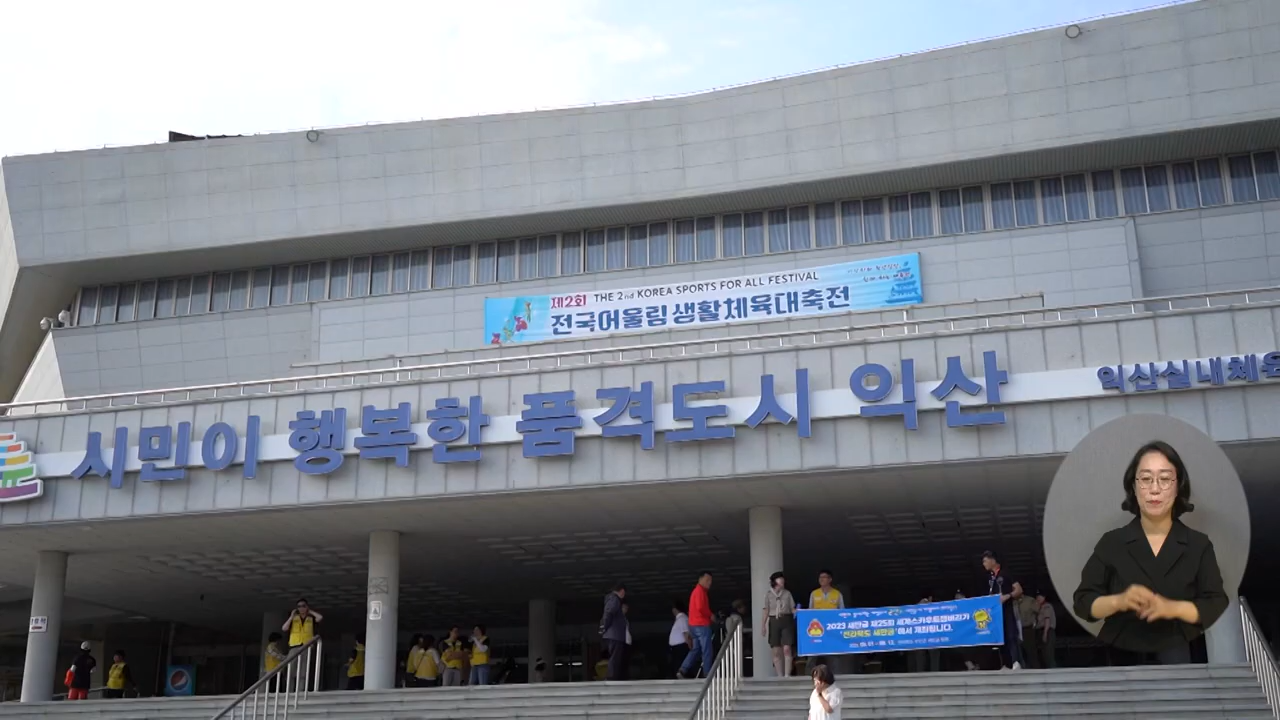 제2회 THE 2nd KOREA SPORTS FOR ALL FESTIVAL
전국어울림생활체육대축전
시민이 행복한 품격도시 익산
익산실내체육
2023 새만금 제25회 세계스카우트잼버리가
'전라북도 새만금'에서 개최됩니다.